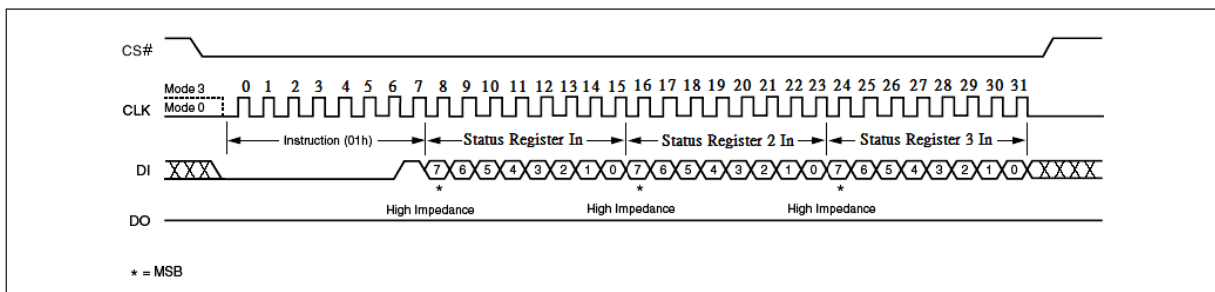 CS#
Mode 3
0 1 2 3 4 5 6 7 8 9 10 11 12 13 14 15 16 17 18 19 20 21 22 23 24 25 26 27 28 29 30 31
CLK
Mode 0
Instruction (01h) Status Register In Status Register 2 In Status Register 3 In
DI 7 6 5 4 3 2 1 0 7 6 5 4 3 2 1 0 7 6 5 4 3 2 1 0
* * *
High Impedance High Impedance High Impedance
DO
* = MSB